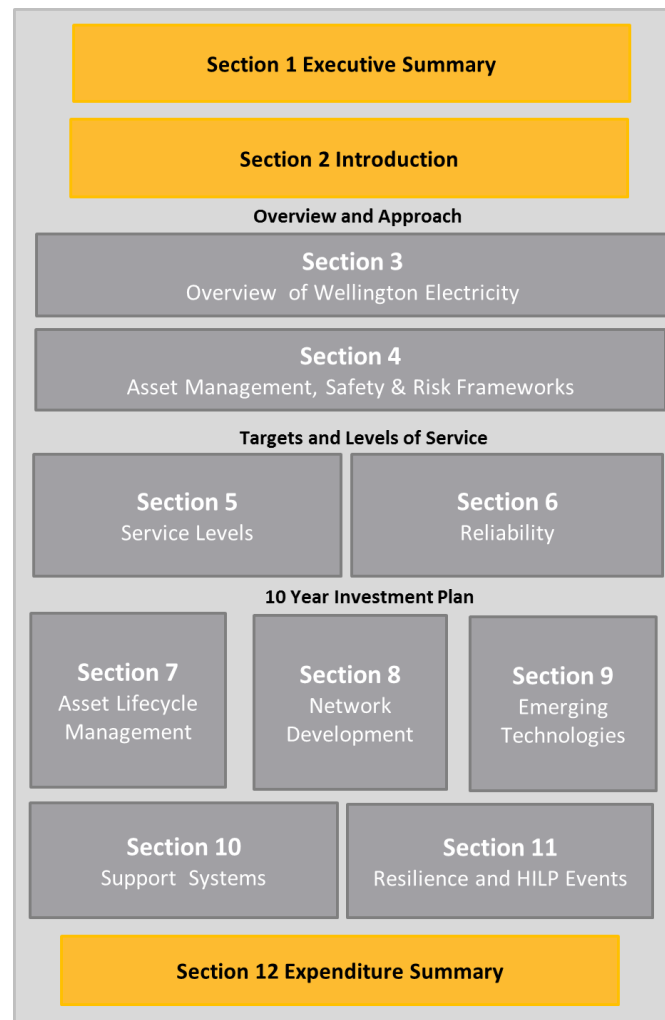 Section 1 Executive Summary
Section 2 Introduction
Overview and Approach
Section 3
Overview of Wellington Electricity
Section 4
Asset Management, Safety & Risk Frameworks
Targets and Levels of Service
Section 5
Service Levels
Section 6
Reliability
10 Year Investment Plan
Section 7
Asset Lifecycle
Management
Section 8
Network
Development
Section 9
Emerging
Technologies
Section 10
Support Systems
Section 11
Resilience and HILP Events
Section 12 Expenditure Summary